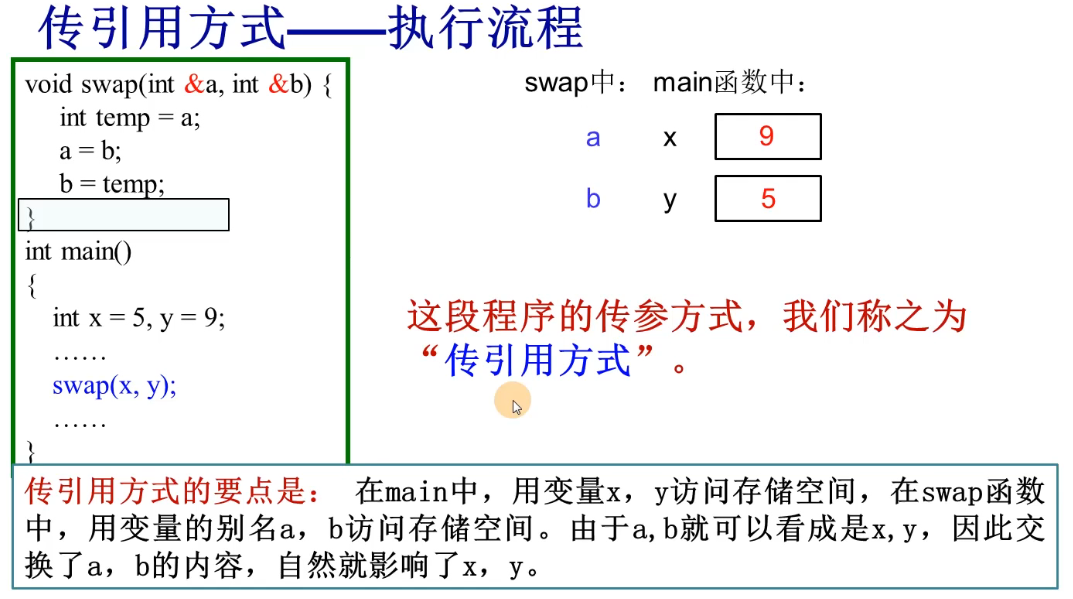 传引用方式——执行流程
void swap(int &a, int &b) {
int temp = a;
a = b;
b = temp;
}
int main()
{
int x = 5, y = 9;
……
swap(x, y);
……
}
swap中： main函数中：
a x 9
b y 5
这段程序的传参方式，我们称之为
“传引用方式”。
传引用方式的要点是： 在main中，用变量x，y访问存储空间，在swap函数
中，用变量的别名a，b访问存储空间。由于a,b就可以看成是x,y，因此交
换了a，b的内容，自然就影响了x，y。